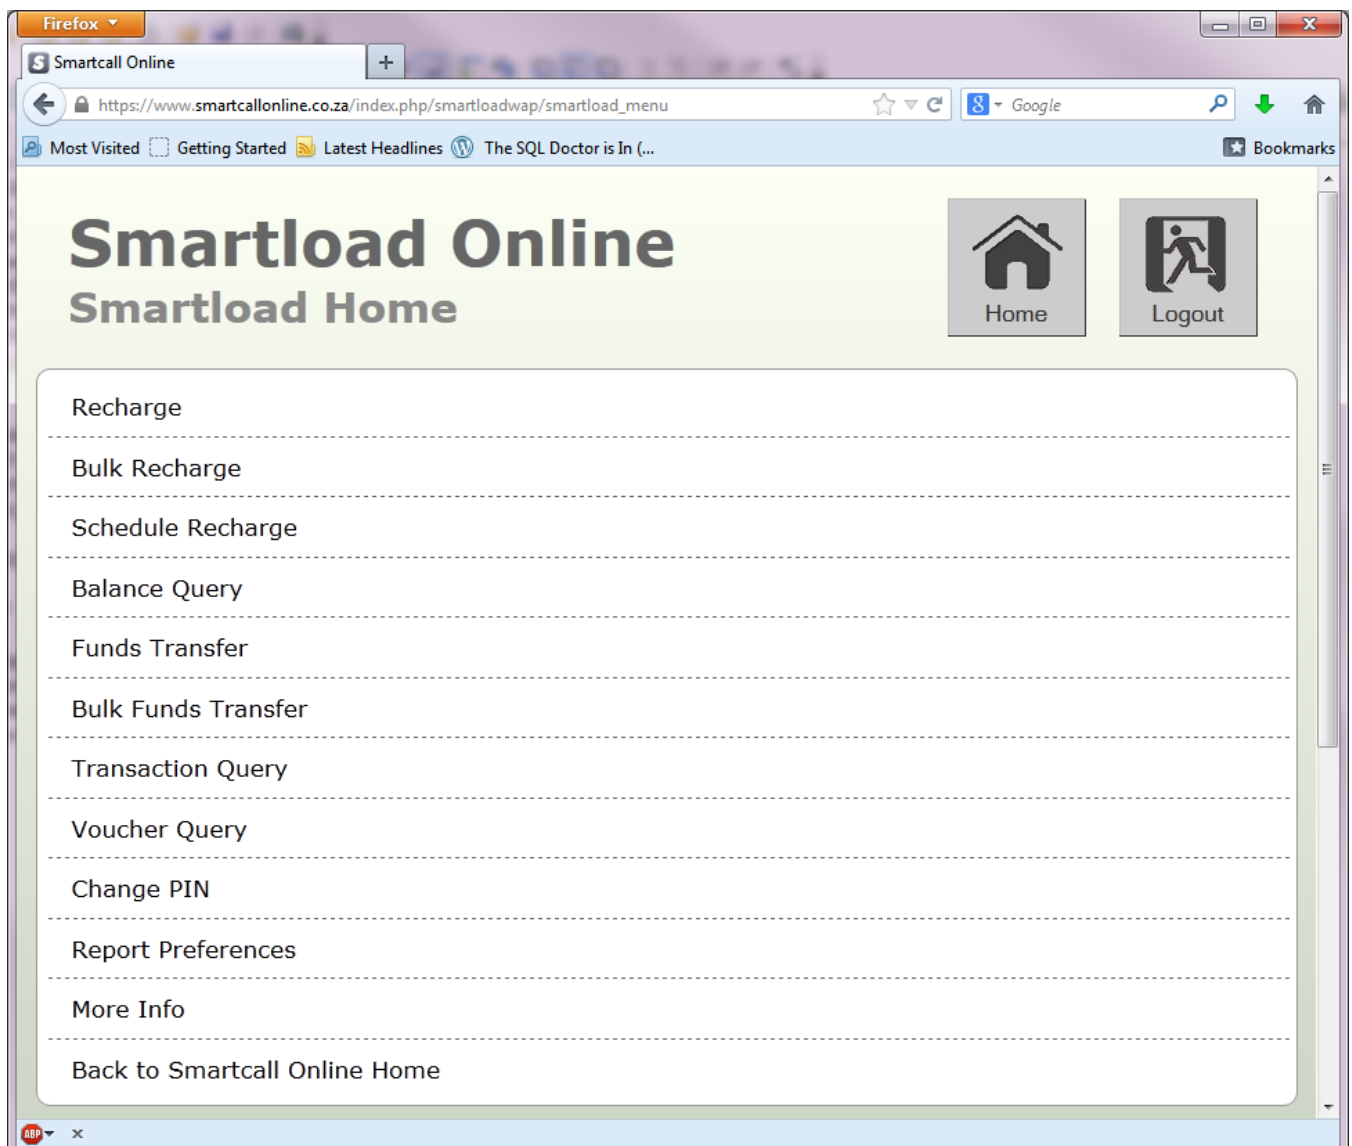 Firefox
Smartcall Online
https://www.smartcallonline.co.za/index.php/smartloadwap/smartload_menu
Google
Most Visited Getting Started Latest Headlines The SQL Doctor is In (... Bookmarks
Smartload Online
Smartload Home
Home Logout
Recharge
Bulk Recharge
Schedule Recharge
Balance Query
Funds Transfer
Bulk Funds Transfer
Transaction Query
Voucher Query
Change PIN
Report Preferences
More Info
Back to Smartcall Online Home
ABP